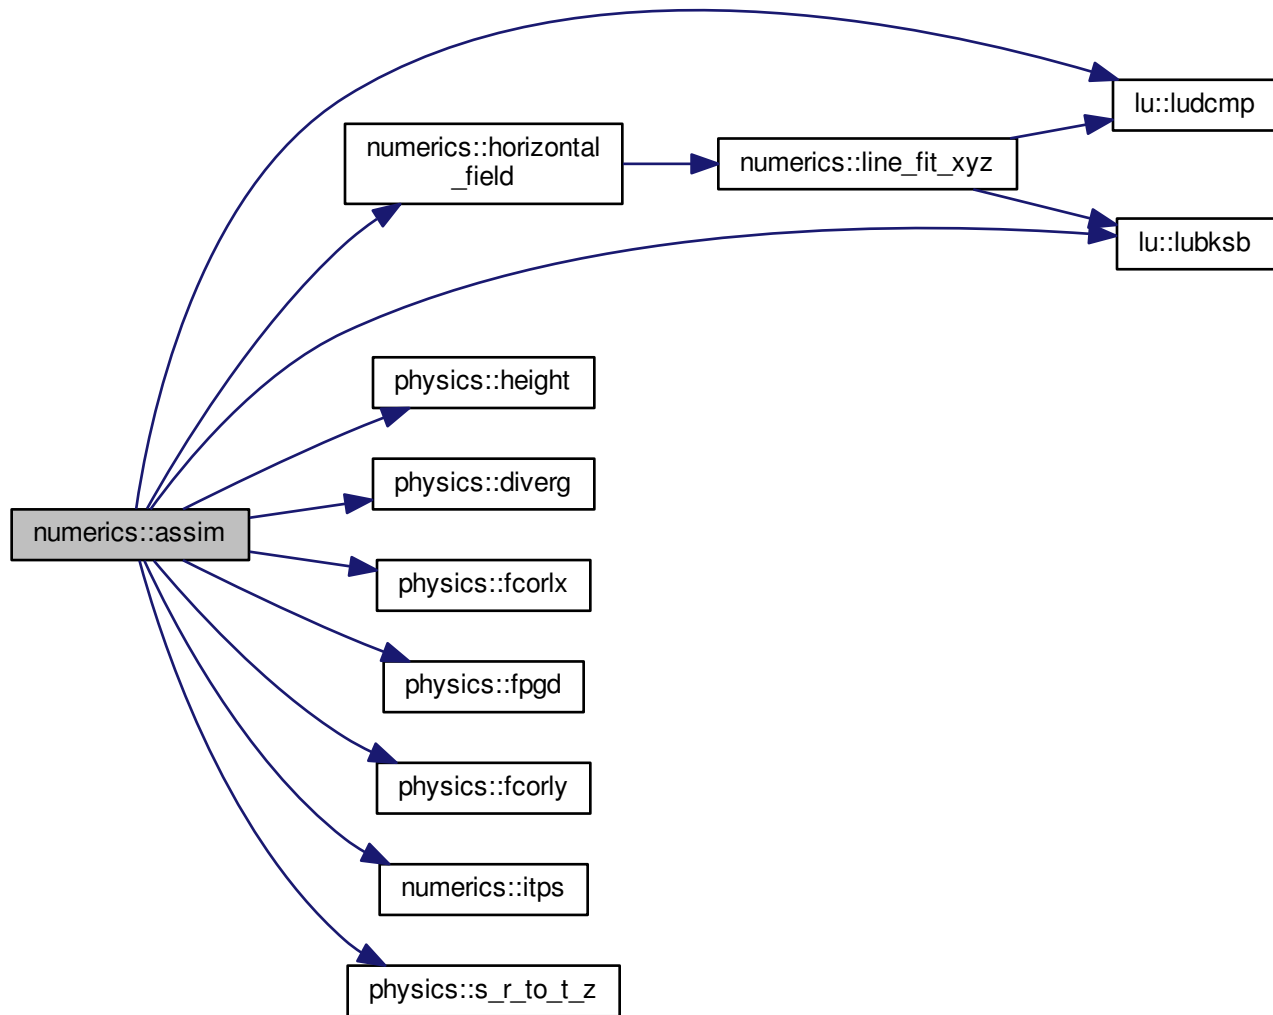 lu::ludcmp
numerics::horizontal
_field
numerics::line_fit_xyz
lu::lubksb
physics::height
physics::diverg
numerics::assim
physics::fcorlx
physics::fpgd
physics::fcorly
numerics::itps
physics::s_r_to_t_z